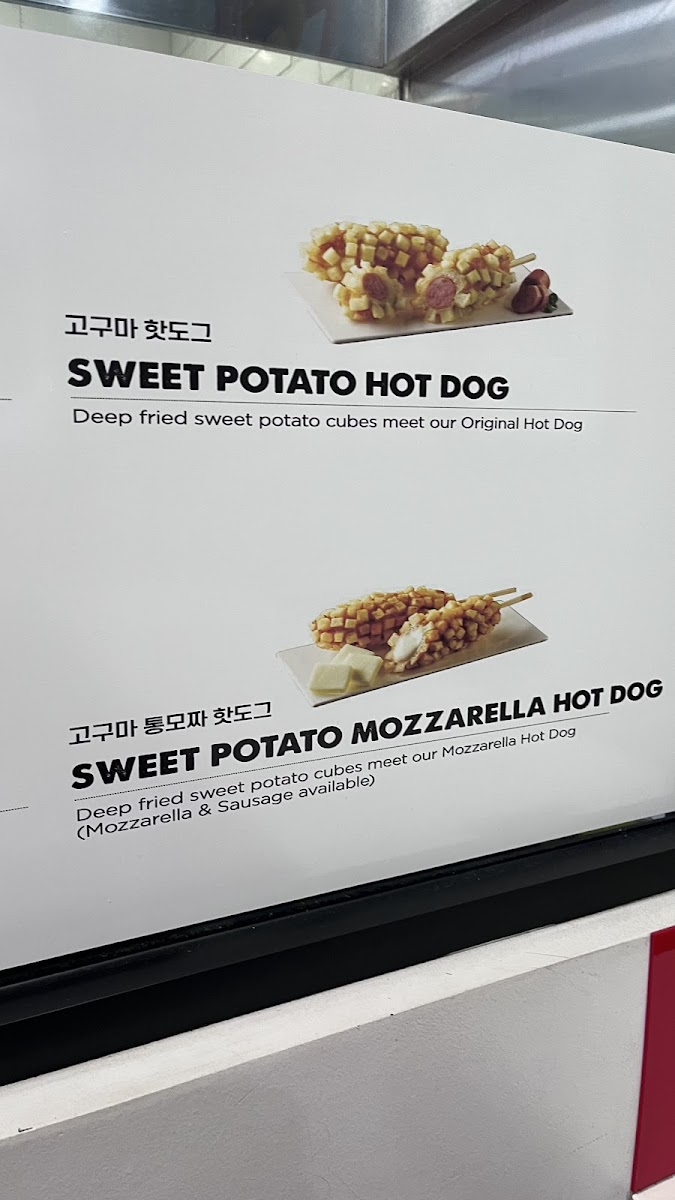 고구마 핫도그
SWEET POTATO HOT DOG
Deep fried sweet potato cubes meet our Original Hot Dog
고구마 통모짜 핫도그
SWEET POTATO MOZZARELLA HOT DOG
Deep fried sweet potato cubes meet our Mozzarella Hot Dog
(Mozzarella & Sausage available)